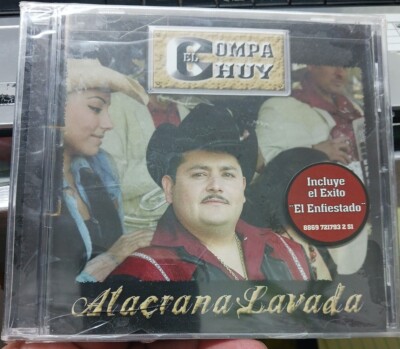 EL COMPA
CHUY
Incluye
el Exito
"El Enfiestado"
Alacrana Lavada